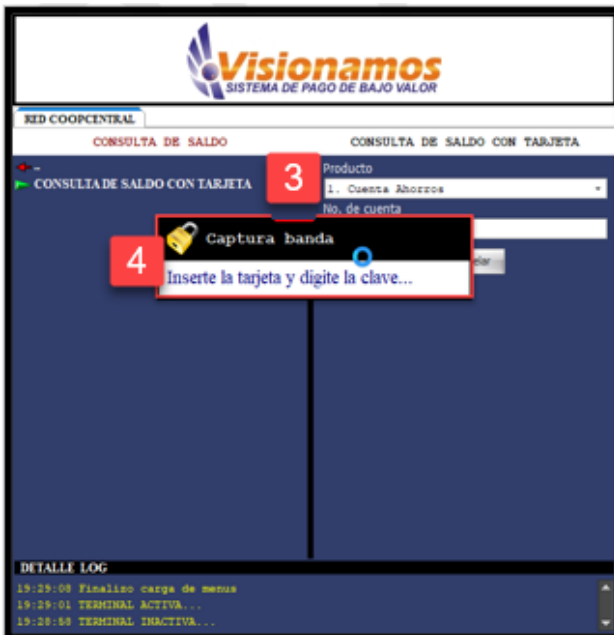 Visionamos
SISTEMA DE PAGO DE BAJO VALOR
RED COOPCENTRAL
CONSULTA DE SALDO
CONSULTA DE SALDO CON TARJETA
CONSULTA DE SALDO CON TARJETA
3
Producto
1. Cuenta Ahorros
No. de cuenta
4
Captura banda
Inserte la tarjeta y digite la clave...
DETALLE LOG
19:29:08 Finalizo carga de menus
19:29:01 TERMINAL ACTIVA...
19:28:58 TERMINAL INACTIVA...